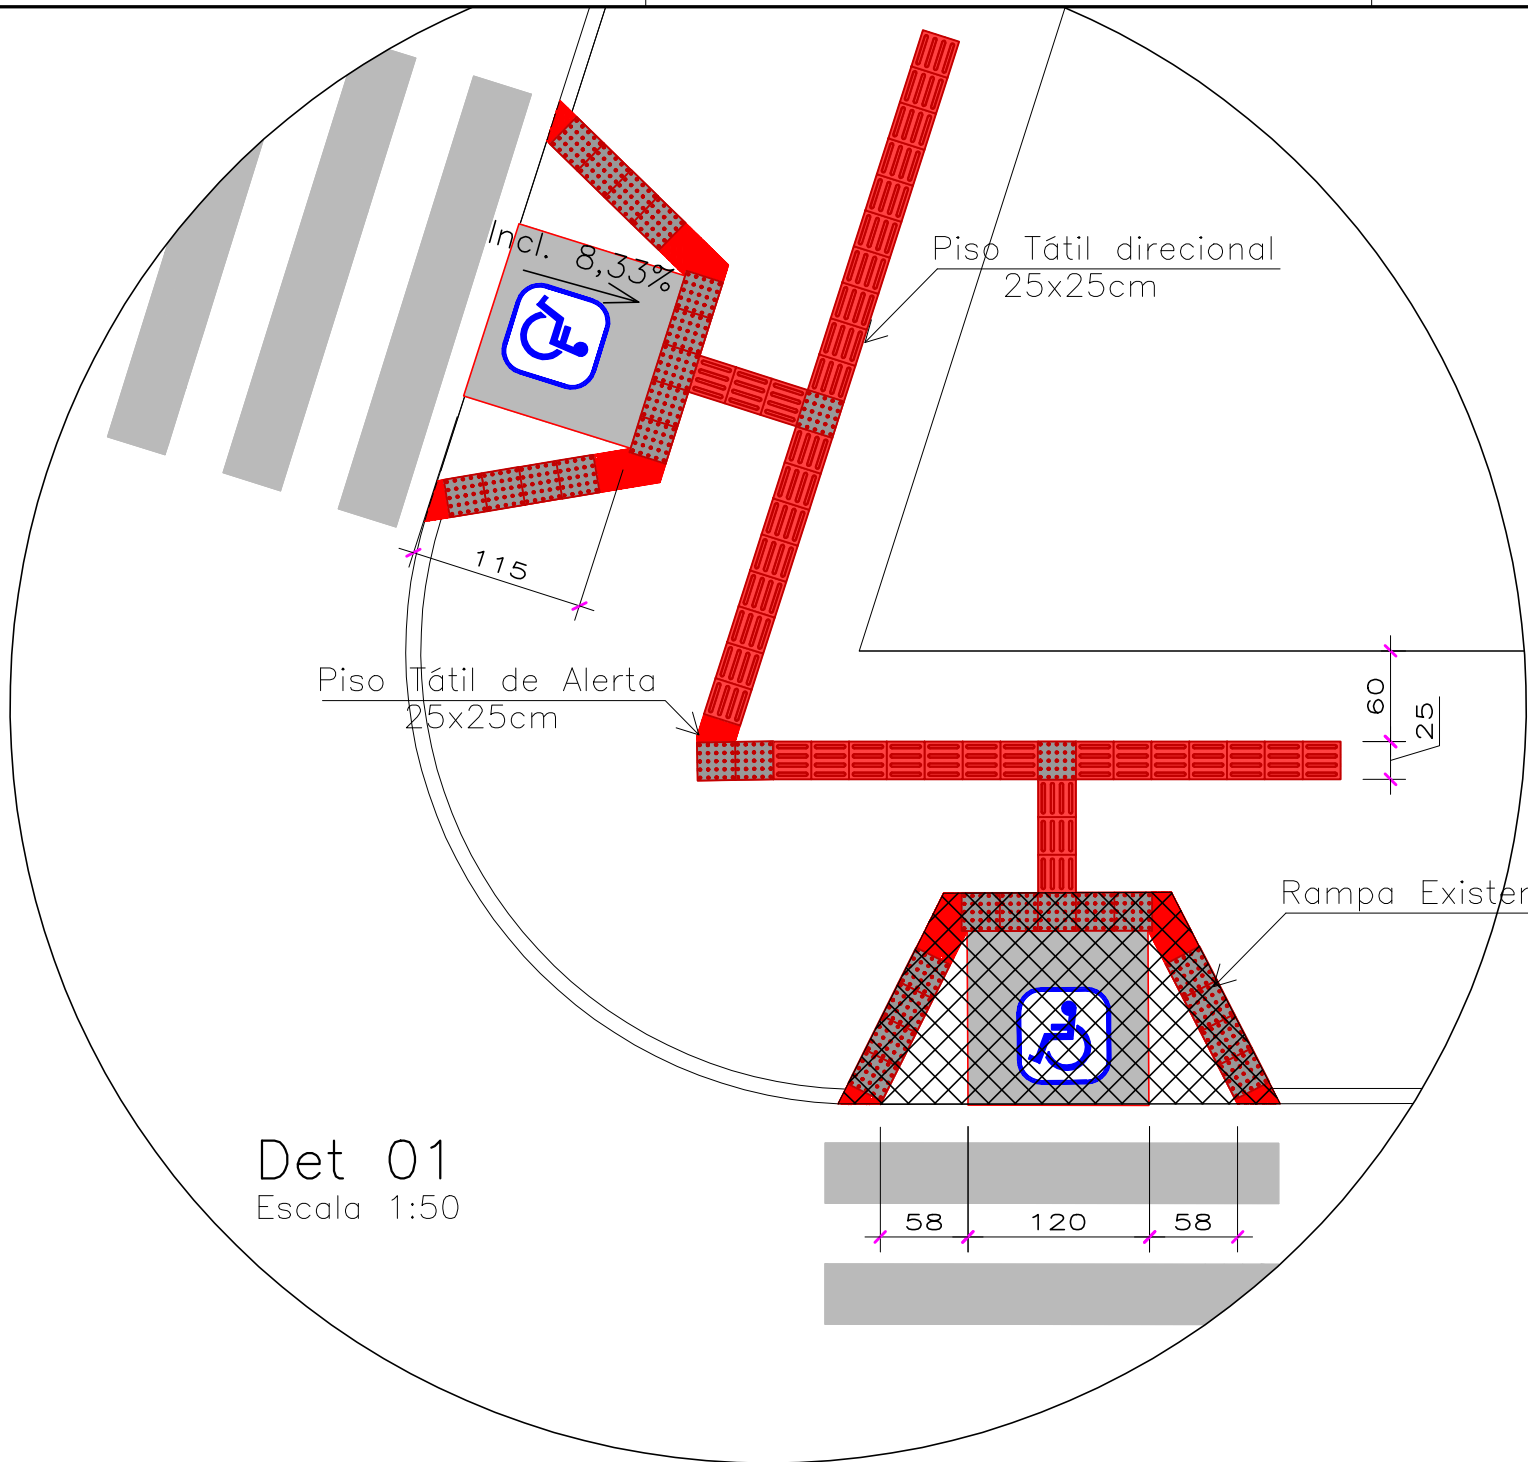 Incl. 8,33%
Piso Tátil direcional
25x25cm
115
Piso Tátil de Alerta
25x25cm
60
25
Rampa Existen
Det 01
Escala 1:50
58
120
58